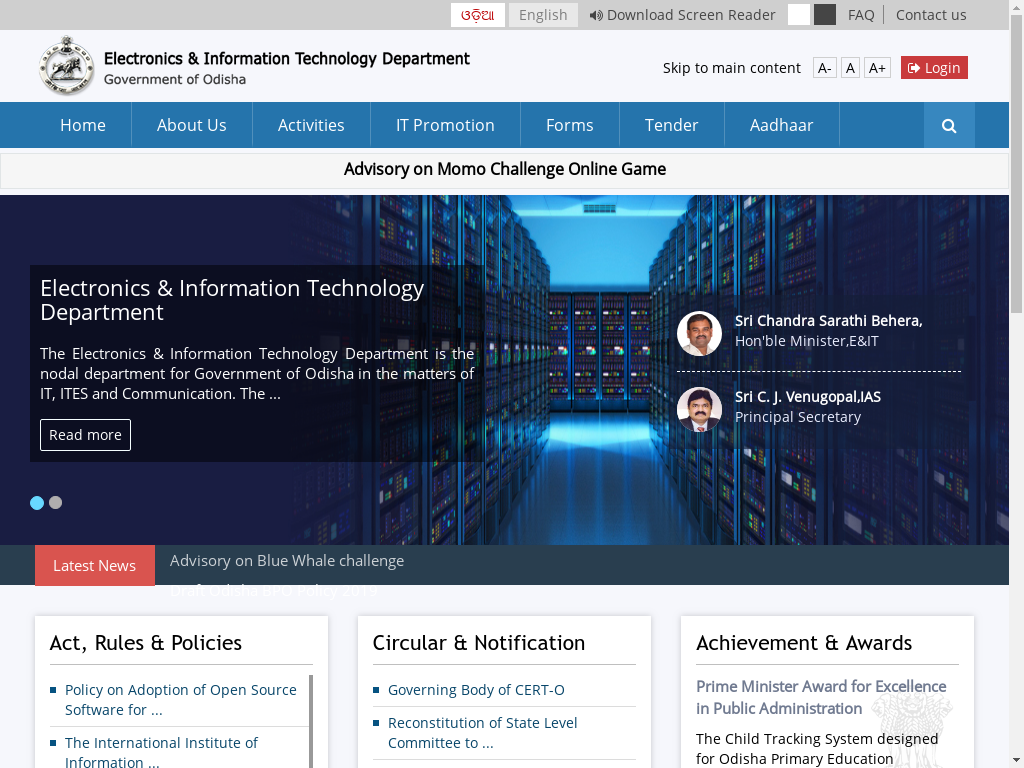 ଓଡ଼ିଆ English Download Screen Reader FAQ Contact us
Electronics & Information Technology Department
Government of Odisha
Skip to main content A- A A+ Login
Home About Us Activities IT Promotion Forms Tender Aadhaar
Advisory on Momo Challenge Online Game
Electronics & Information Technology
Department
The Electronics & Information Technology Department is the
nodal department for Government of Odisha in the matters of
IT, ITES and Communication. The ...
Read more
Sri Chandra Sarathi Behera,
Hon'ble Minister,E&IT
Sri C. J. Venugopal,IAS
Principal Secretary
Latest News
Advisory on Blue Whale challenge
Draft Odisha BPO Policy 2019
Act, Rules & Policies
Policy on Adoption of Open Source
Software for ...
The International Institute of
Information ...
Circular & Notification
Governing Body of CERT-O
Reconstitution of State Level
Committee to ...
Achievement & Awards
Prime Minister Award for Excellence
in Public Administration
The Child Tracking System designed
for Odisha Primary Education